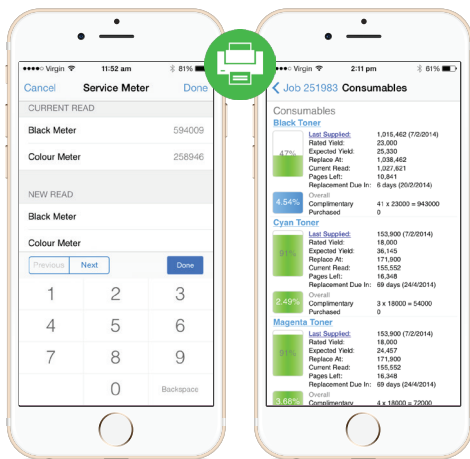 Virgin 11:52 am 81%
Cancel Service Meter Done
CURRENT READ
Black Meter 594009
Colour Meter 258946
NEW READ
Black Meter
Colour Meter
Previous Next Done
1 2 3
4 5 6
7 8 9
0 Backspace
Virgin 2:11 pm 61%
Job 251983 Consumables
Consumables
Black Toner
47%
Last Supplied: 1,015,462 (7/2/2014)
Rated Yield: 23,000
Expected Yield: 25,330
Replace At: 1,038,462
Current Read: 1,027,621
Pages Left: 10,841
Replacement Due In: 6 days (20/2/2014)
4.54%
Overall
Complimentary 41 x 23000 = 943000
Purchased 0
Cyan Toner
91%
Last Supplied: 153,900 (7/2/2014)
Rated Yield: 18,000
Expected Yield: 36,145
Replace At: 171,900
Current Read: 155,552
Pages Left: 16,348
Replacement Due In: 69 days (24/4/2014)
2.49%
Overall
Complimentary 3 x 18000 = 54000
Purchased 0
Magenta Toner
91%
Last Supplied: 153,900 (7/2/2014)
Rated Yield: 18,000
Expected Yield: 24,457
Replace At: 171,900
Current Read: 155,552
Pages Left: 16,348
Replacement Due In: 69 days (24/4/2014)
3.68%
Overall
Complimentary 4 x 18000 = 72000